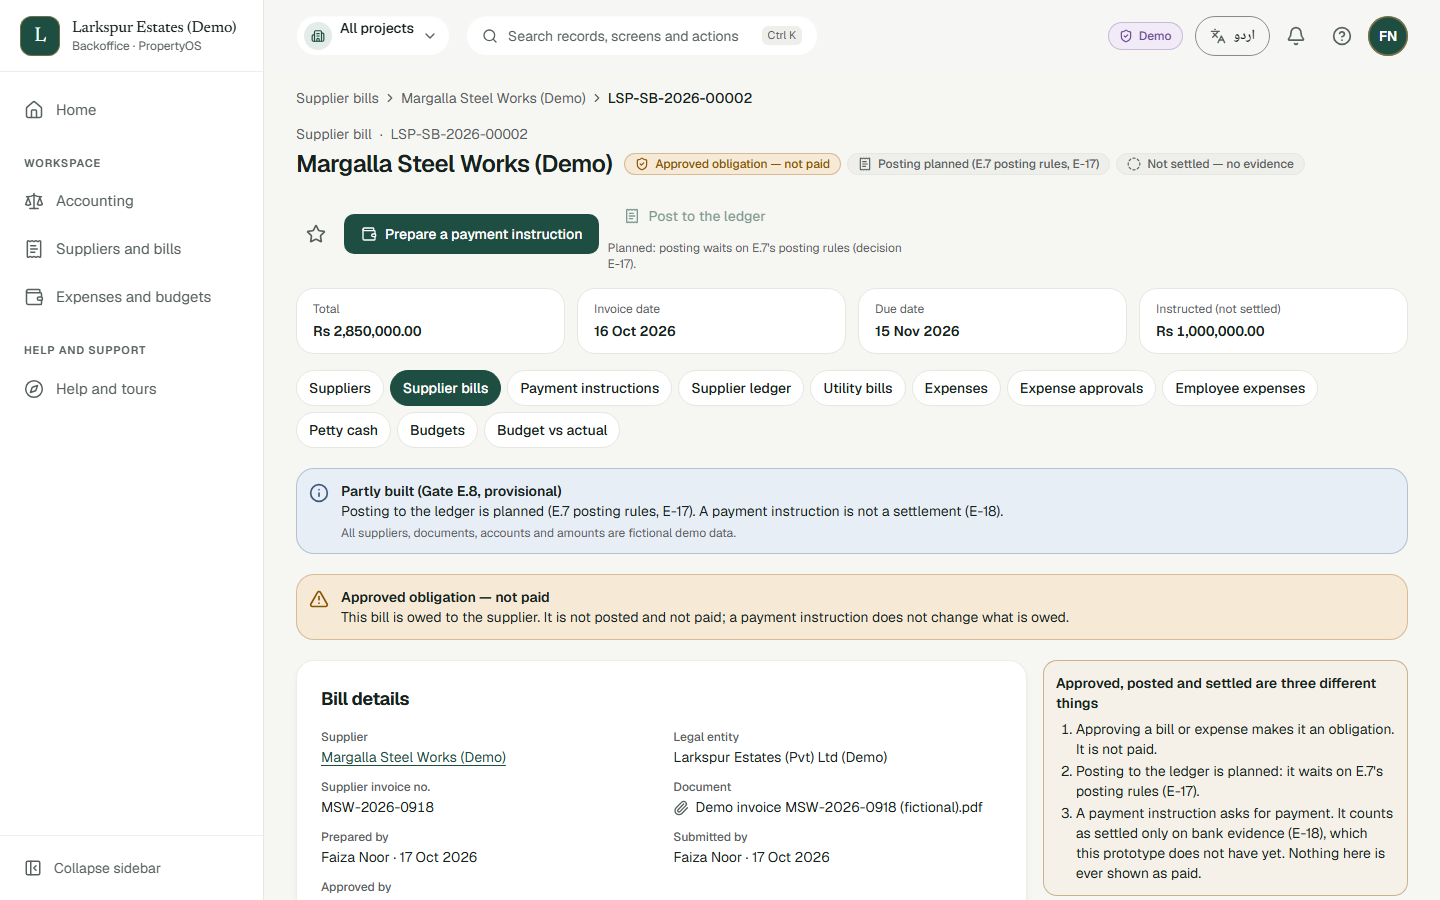 L
Larkspur Estates (Demo)
Backoffice · PropertyOS
All projects
Search records, screens and actions
Ctrl K
Demo
اردو
FN
Home
WORKSPACE
Accounting
Suppliers and bills
Expenses and budgets
HELP AND SUPPORT
Help and tours
Collapse sidebar
Supplier bills > Margalla Steel Works (Demo) > LSP-SB-2026-00002
Supplier bill · LSP-SB-2026-00002
Margalla Steel Works (Demo)
Approved obligation — not paid
Posting planned (E.7 posting rules, E-17)
Not settled — no evidence
Prepare a payment instruction
Post to the ledger
Planned: posting waits on E.7's posting rules (decision
E-17).
Total
Rs 2,850,000.00
Invoice date
16 Oct 2026
Due date
15 Nov 2026
Instructed (not settled)
Rs 1,000,000.00
Suppliers
Supplier bills
Payment instructions
Supplier ledger
Utility bills
Expenses
Expense approvals
Employee expenses
Petty cash
Budgets
Budget vs actual
Partly built (Gate E.8, provisional)
Posting to the ledger is planned (E.7 posting rules, E-17). A payment instruction is not a settlement (E-18).
All suppliers, documents, accounts and amounts are fictional demo data.
Approved obligation — not paid
This bill is owed to the supplier. It is not posted and not paid; a payment instruction does not change what is owed.
Bill details
Supplier
Margalla Steel Works (Demo)
Legal entity
Larkspur Estates (Pvt) Ltd (Demo)
Supplier invoice no.
MSW-2026-0918
Document
Demo invoice MSW-2026-0918 (fictional).pdf
Prepared by
Faiza Noor · 17 Oct 2026
Submitted by
Faiza Noor · 17 Oct 2026
Approved by
Approved, posted and settled are three different
things
1. Approving a bill or expense makes it an obligation.
It is not paid.
2. Posting to the ledger is planned: it waits on E.7's
posting rules (E-17).
3. A payment instruction asks for payment. It counts
as settled only on bank evidence (E-18), which
this prototype does not have yet. Nothing here is
ever shown as paid.